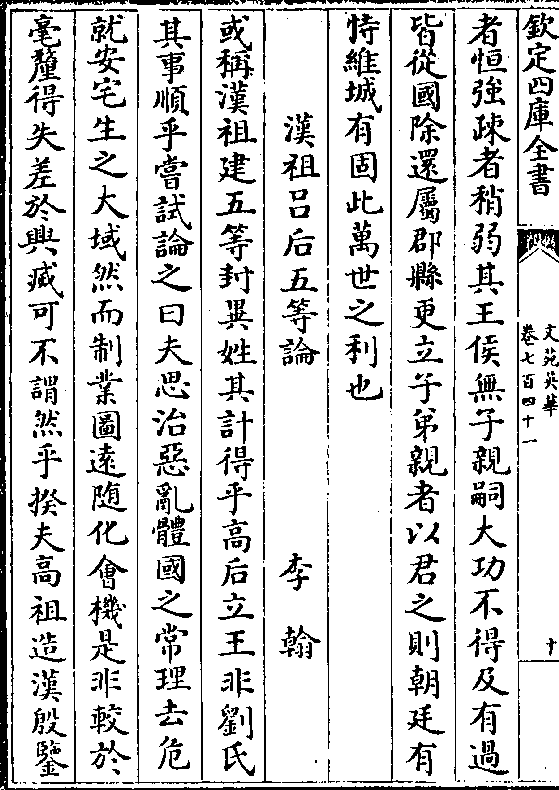 欽定四庫全書
文苑英華
卷七百四十一
十
者恒強疎者稍弱其王侯無子親嗣大功不得及有過
皆從國除還屬郡縣更立子弟親者以君之則朝廷有
恃維城有固此萬世之利也
漢祖呂后五等論 李翰
或稱漢祖建五等封異姓其計得乎高后立王非劉氏
其事順乎嘗試論之曰夫思治惡亂體國之常理去危
就安宅生之大域然而制業圖遠随化會機是非較於
毫釐得失差於興臧可不謂然乎揆夫高祖造漢殷鑒